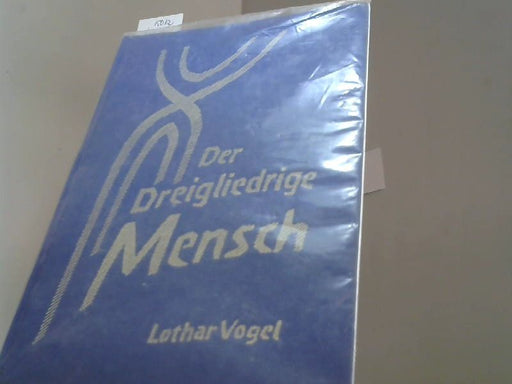 Der
Dreigliedrige
Mensch
Lothar Vogel